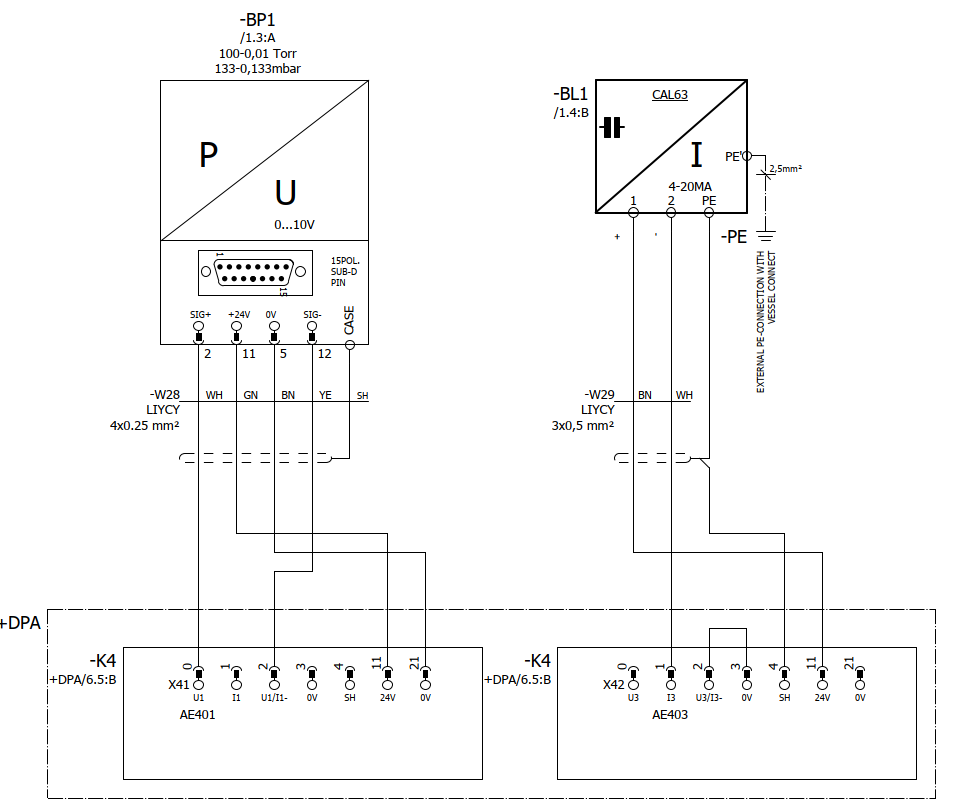 -BP1
/1.3:A
100-0,01 Torr
133-0,133mbar
P
U
0...10V
1
15
15POL.
SUB-D
PIN
SIG+ +24V 0V SIG- CASE
2 11 5 12
-W28 WH GN BN YE SH
LIYCY
4x0.25 mm²
-BL1
/1.4:B
CAL63
I
PE'
2,5mm²
4-20MA
1 2 PE
+ '
-PE
EXTERNAL PE-CONNECTION WITH
VESSEL CONNECT
-W29 BN WH
LIYCY
3x0,5 mm²
+DPA
-K4
+DPA/6.5:B
0 1 2 3 4 11 21
X41
U1 I1 U1/I1- 0V SH 24V 0V
AE401
-K4
+DPA/6.5:B
0 1 2 3 4 11 21
X42
U3 I3 U3/I3- 0V SH 24V 0V
AE403